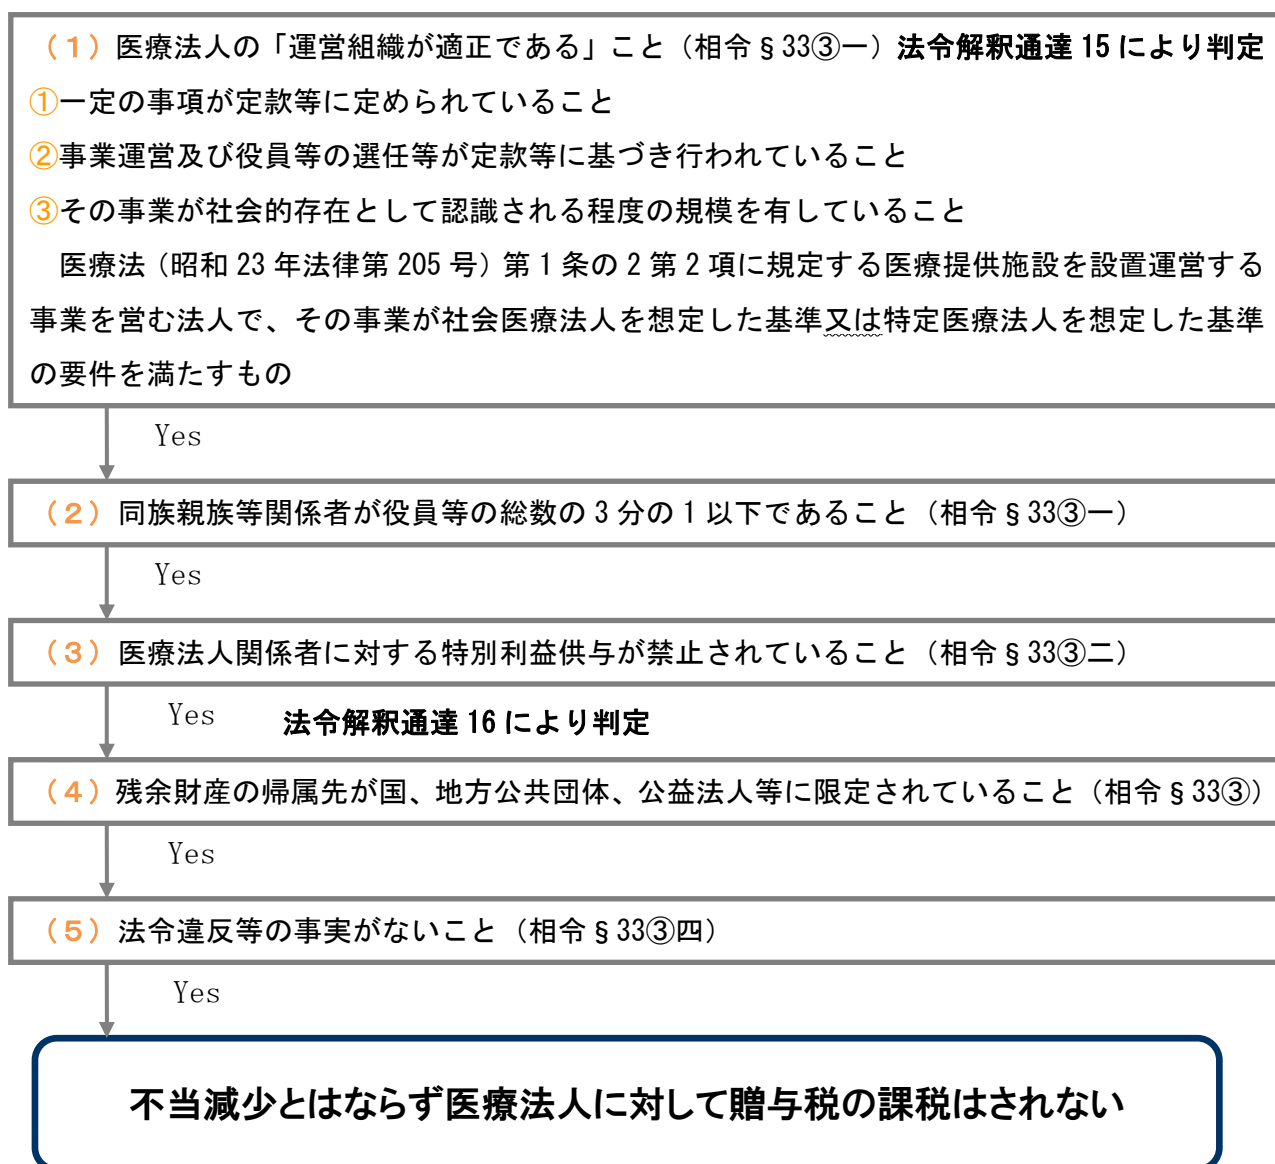 （１）医療法人の「運営組織が適正である」こと（相令§33③一）法令解釈通達 15 により判定
①一定の事項が定款等に定められていること
②事業運営及び役員等の選任等が定款等に基づき行われていること
③その事業が社会的存在として認識される程度の規模を有していること
医療法（昭和 23 年法律第 205 号）第 1 条の 2 第 2 項に規定する医療提供施設を設置運営する
事業を営む法人で、その事業が社会医療法人を想定した基準又は特定医療法人を想定した基準
の要件を満たすもの
Yes
（２）同族親族等関係者が役員等の総数の 3 分の 1 以下であること（相令§33③一）
Yes
（３）医療法人関係者に対する特別利益供与が禁止されていること（相令§33③二）
Yes 法令解釈通達 16 により判定
（４）残余財産の帰属先が国、地方公共団体、公益法人等に限定されていること（相令§33③）
Yes
（５）法令違反等の事実がないこと（相令§33③四）
Yes
不当減少とはならず医療法人に対して贈与税の課税はされない